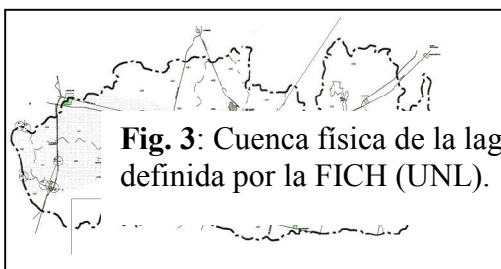 Fig. 3: Cuenca física de la lag
definida por la FICH (UNL).